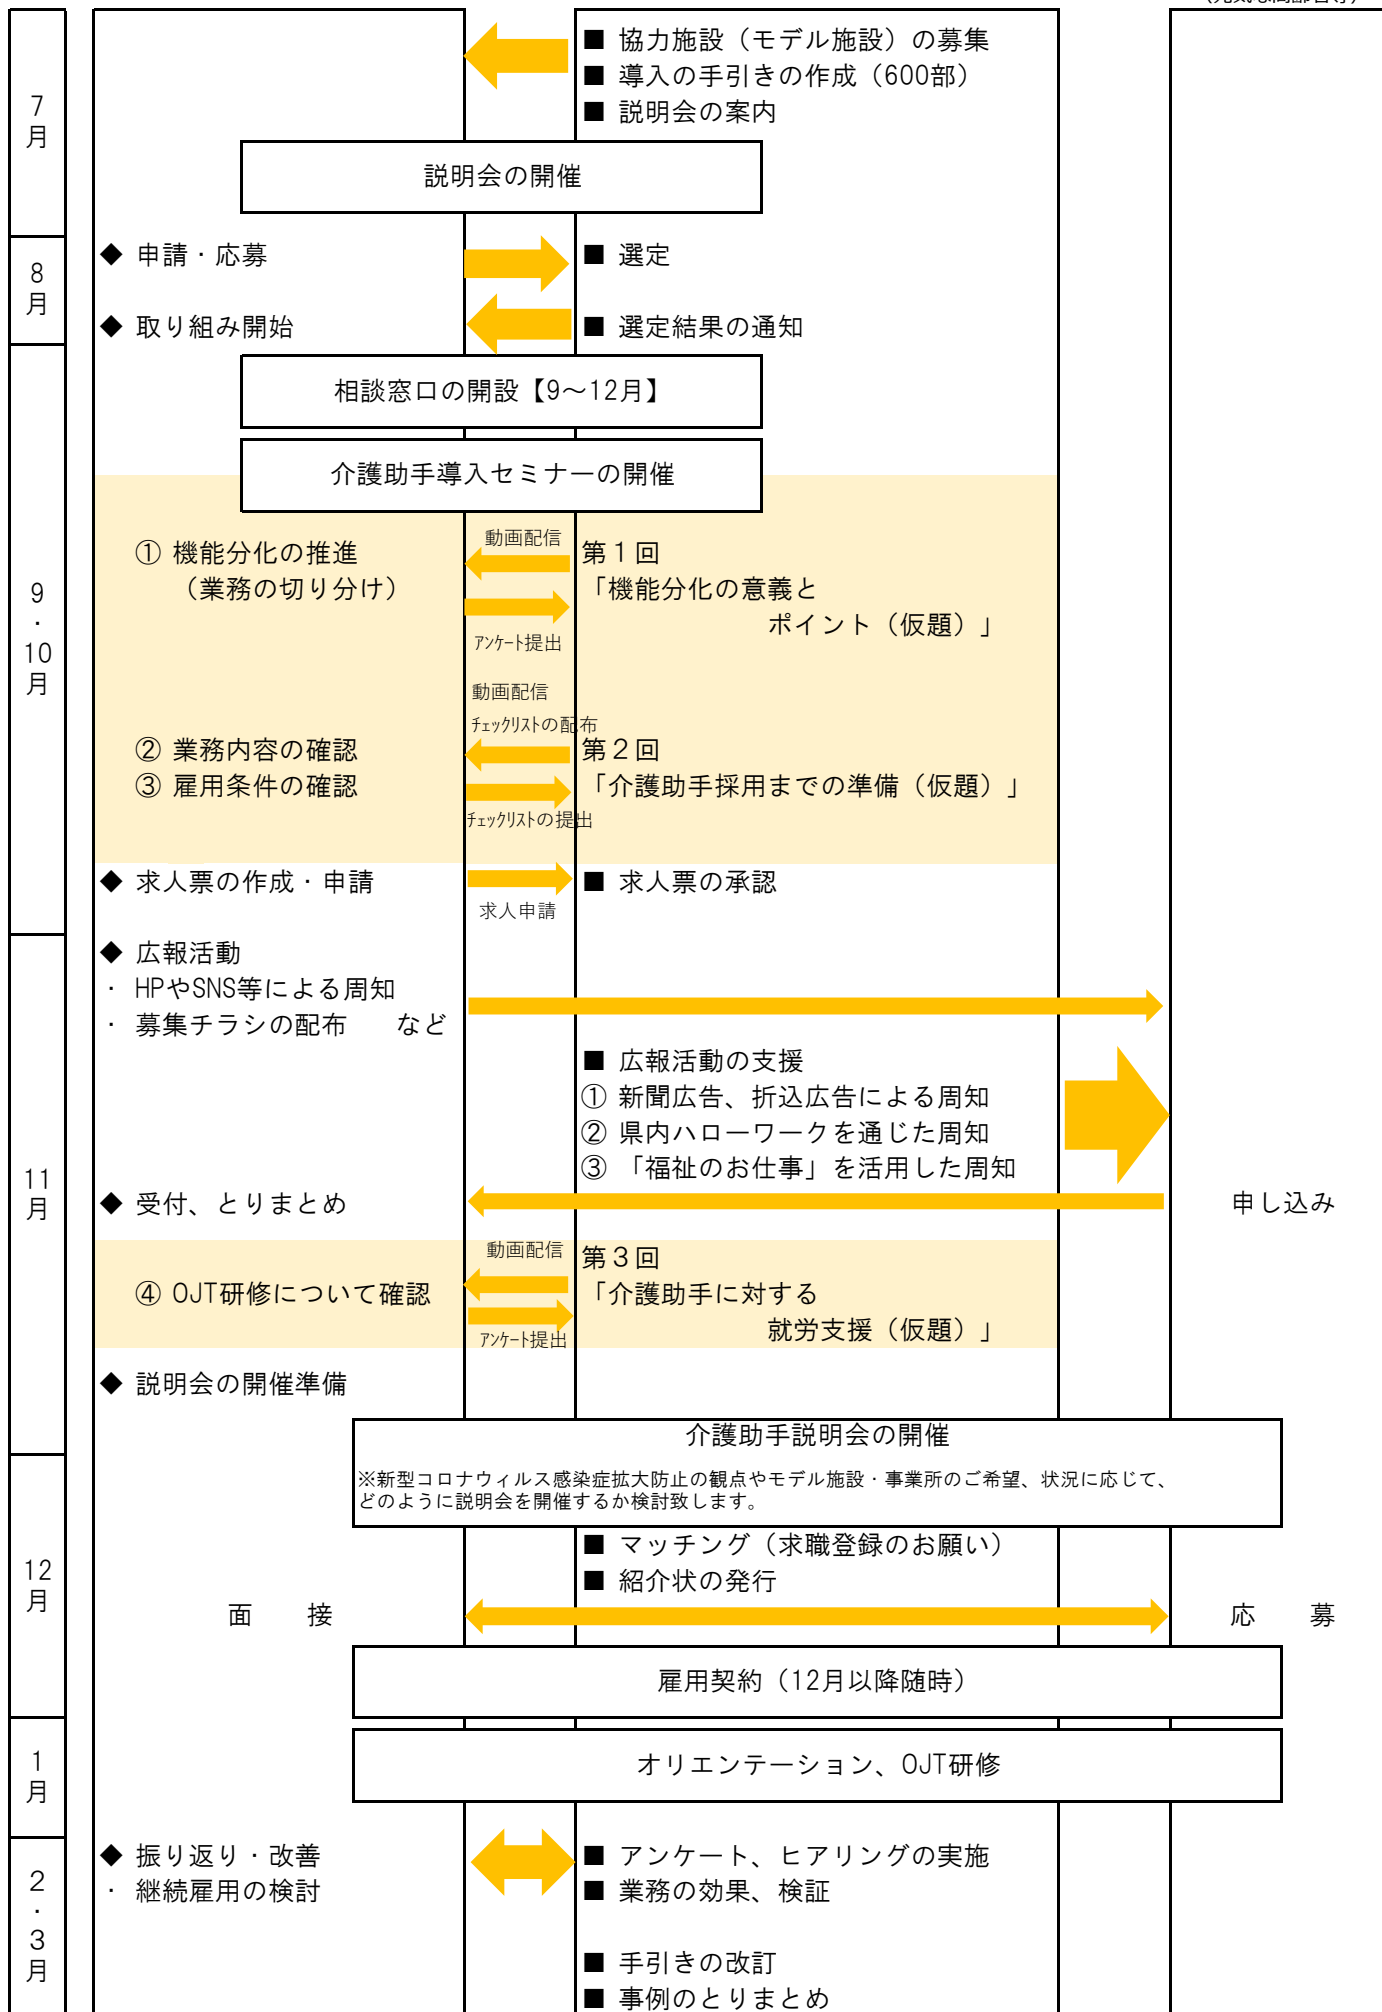 7
月
■ 協力施設（モデル施設）の募集
■ 導入の手引きの作成（600部）
■ 説明会の案内
説明会の開催
8
月
◆ 申請・応募
■ 選定
◆ 取り組み開始
■ 選定結果の通知
相談窓口の開設【9～12月】
介護助手導入セミナーの開催
9
・
10
月
① 機能分化の推進
（業務の切り分け）
動画配信
アンケート提出
第１回
「機能分化の意義と
ポイント（仮題）」
動画配信
チェックリストの配布
② 業務内容の確認
③ 雇用条件の確認
チェックリストの提出
第２回
「介護助手採用までの準備（仮題）」
◆ 求人票の作成・申請
求人申請
■ 求人票の承認
11
月
◆ 広報活動
・ HPやSNS等による周知
・ 募集チラシの配布　など
■ 広報活動の支援
① 新聞広告、折込広告による周知
② 県内ハローワークを通じた周知
③ 「福祉のお仕事」を活用した周知
◆ 受付、とりまとめ
申し込み
動画配信
④ OJT研修について確認
アンケート提出
第３回
「介護助手に対する
就労支援（仮題）」
◆ 説明会の開催準備
介護助手説明会の開催
※新型コロナウィルス感染症拡大防止の観点やモデル施設・事業所のご希望、状況に応じて、
どのように説明会を開催するか検討致します。
12
月
■ マッチング（求職登録のお願い）
■ 紹介状の発行
面　接
応　募
雇用契約（12月以降随時）
1
月
オリエンテーション、OJT研修
2
・
3
月
◆ 振り返り・改善
・ 継続雇用の検討
■ アンケート、ヒアリングの実施
■ 業務の効果、検証
■ 手引きの改訂
■ 事例のとりまとめ